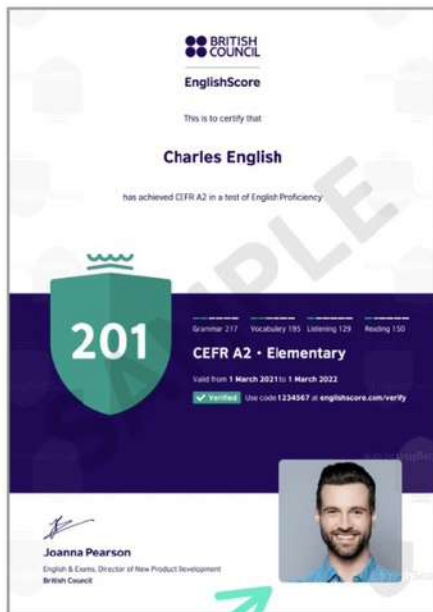 BRITISH
COUNCIL
EnglishScore
This is to certify that
Charles English
has achieved CEFR A2 in a test of English Proficiency
SAMPLE
201
Grammar 217 Vocabulary 195 Listening 129 Reading 150
CEFR A2 • Elementary
Valid from 1 March 2021 to 1 March 2022
✓ Verified Use code 1234567 at englishscore.com/verify
Joanna Pearson
English & Exams, Director of New Product Development
British Council